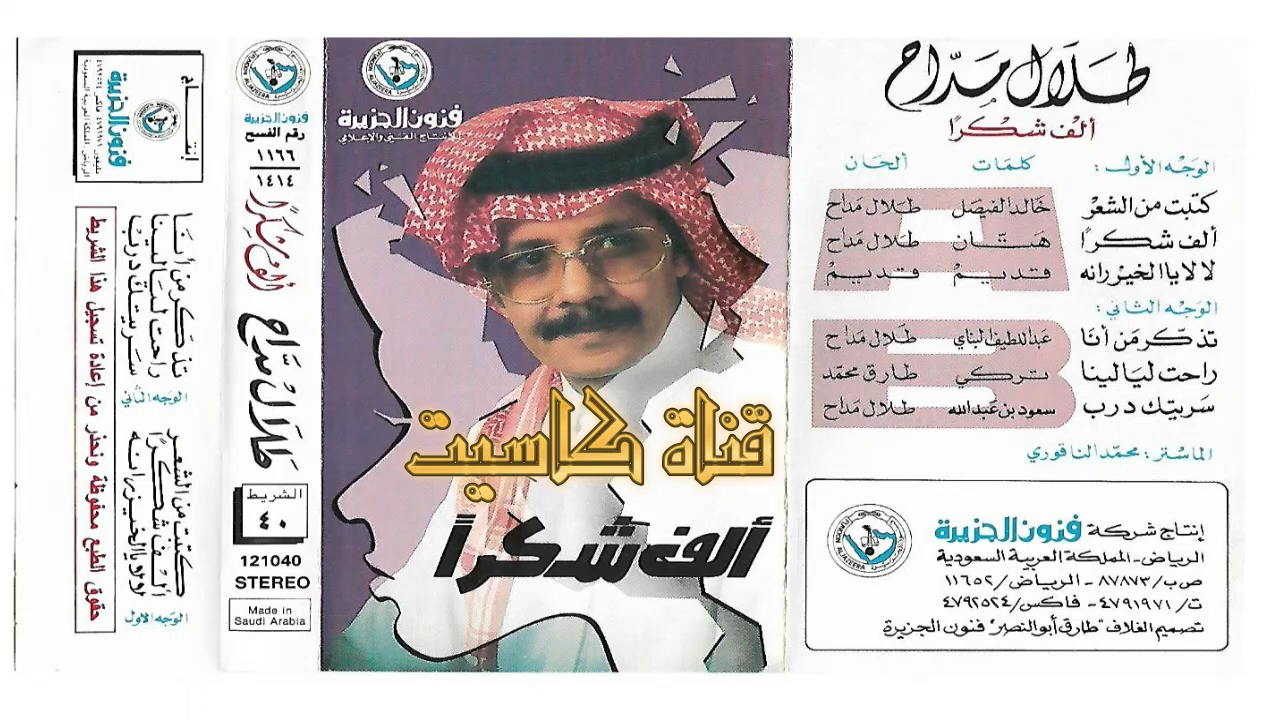 طلال مداح
ألف شكرا
الوجه الأول: كلمات ألحان
كتبت من الشعر خالد الفيصل طلال مداح
ألف شكرا هتان طلال مداح
لا لا يا الخيزرانه قديم قديم
الوجه الثاني:
تذكر من أنا عبداللطيف البناي طلال مداح
راحت ليالينا تركي طارق محمد
سريتك درب سعود بن عبدالله طلال مداح
الماستر: محمد الناقوري
إنتاج شركة فنون الجزيرة
الرياض - المملكة العربية السعودية
ص ب/ ٨٧٨٧٣ - الرياض/ ١١٦٥٢
ت/ ٤٧٩١٩٧١ - فاكس/ ٤٧٩٢٥٢٤
تصميم الغلاف "طارق أبو النصر" فنون الجزيرة
فنون الجزيرة
للإنتاج الفني والإعلامي
قناة كاسيت
ألف شكراً
فنون الجزيرة
رقم الفسح
١١٦٦
١٤١٤
ألف شكرا
طلال مداح
الشريط
٤٠
121040
STEREO
Made in
Saudi Arabia
إنتاج
فنون الجزيرة
تذكر من أنا
راحت ليالينا
سريتك درب
الوجه الثاني
كتبت من الشعر
ألف شكرا
لا لا يا الخيزرانه
الوجه الاول
حقوق الطبع محفوظة ونحذر من إعادة تسجيل هذا الشريط